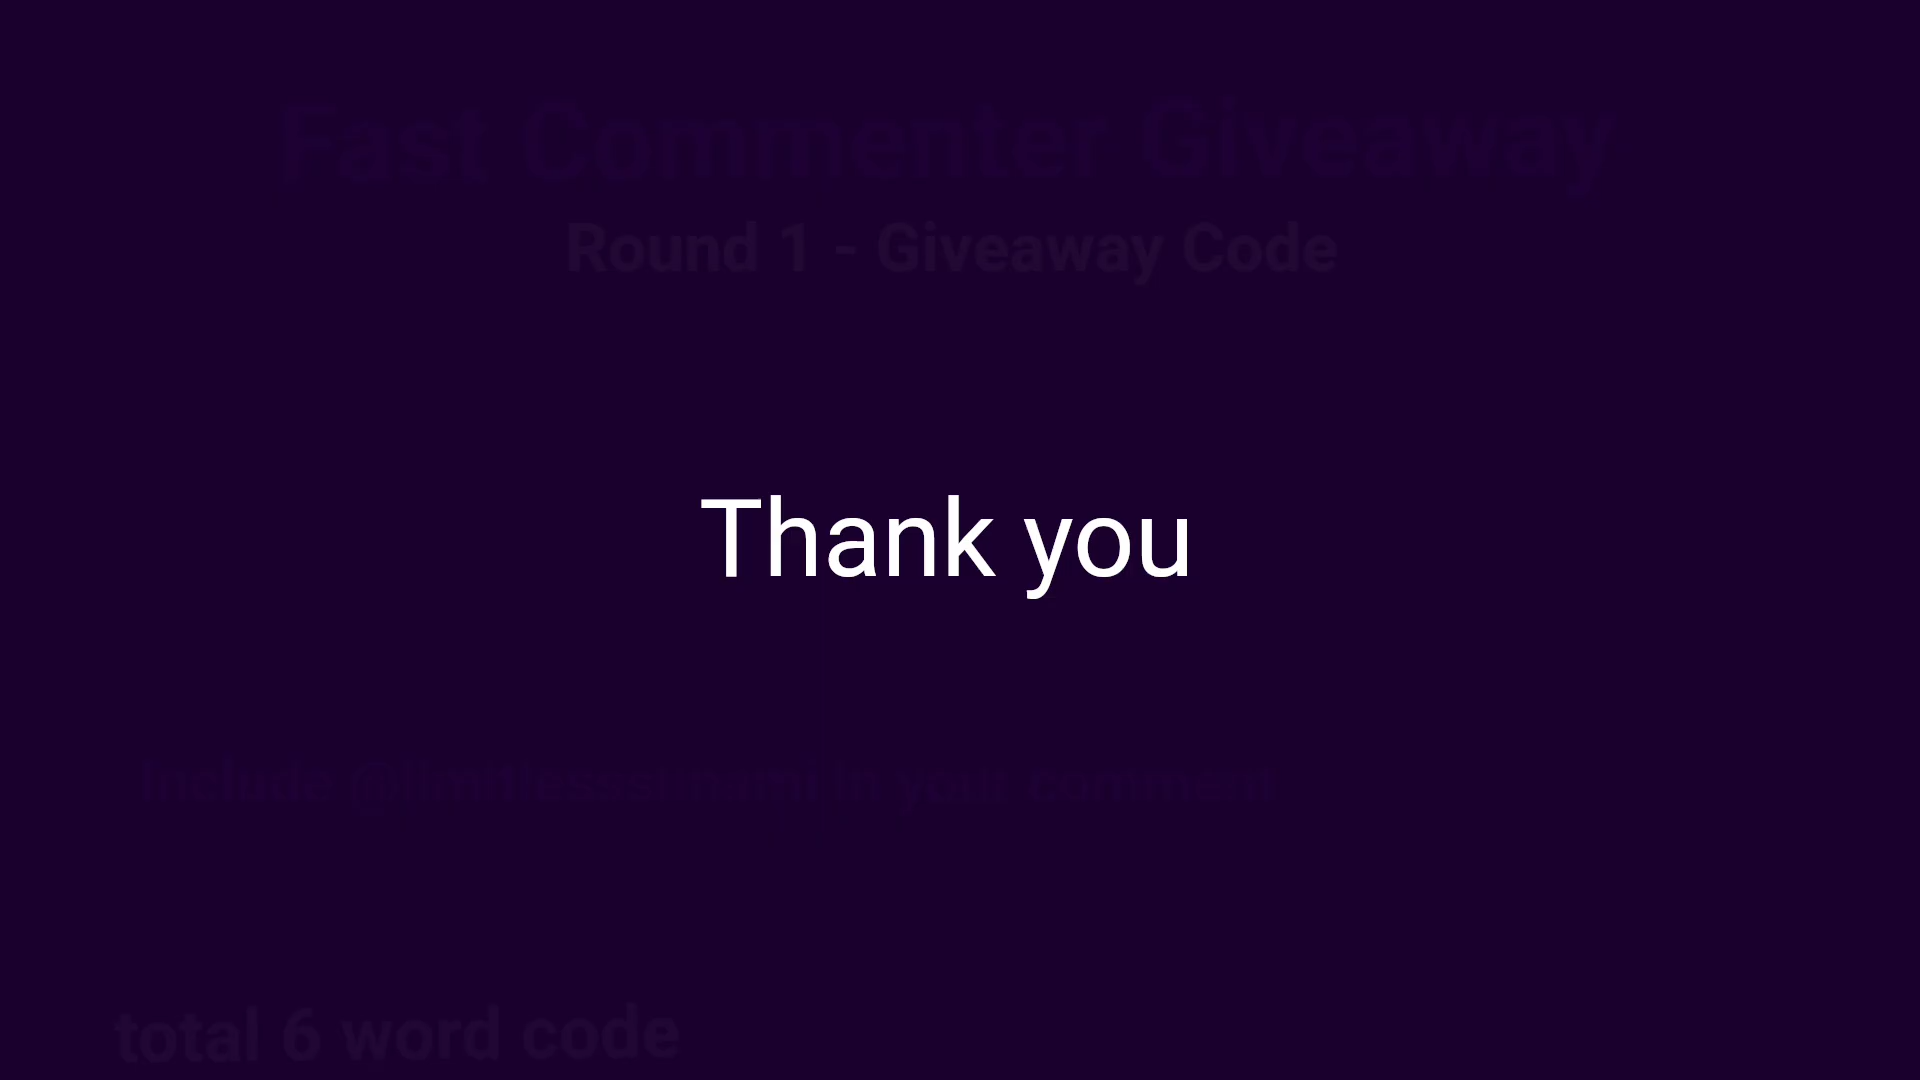 Fast Commenter Giveaway
Round 1 - Giveaway Code
Thank you
Include in your comment
total 6 word code